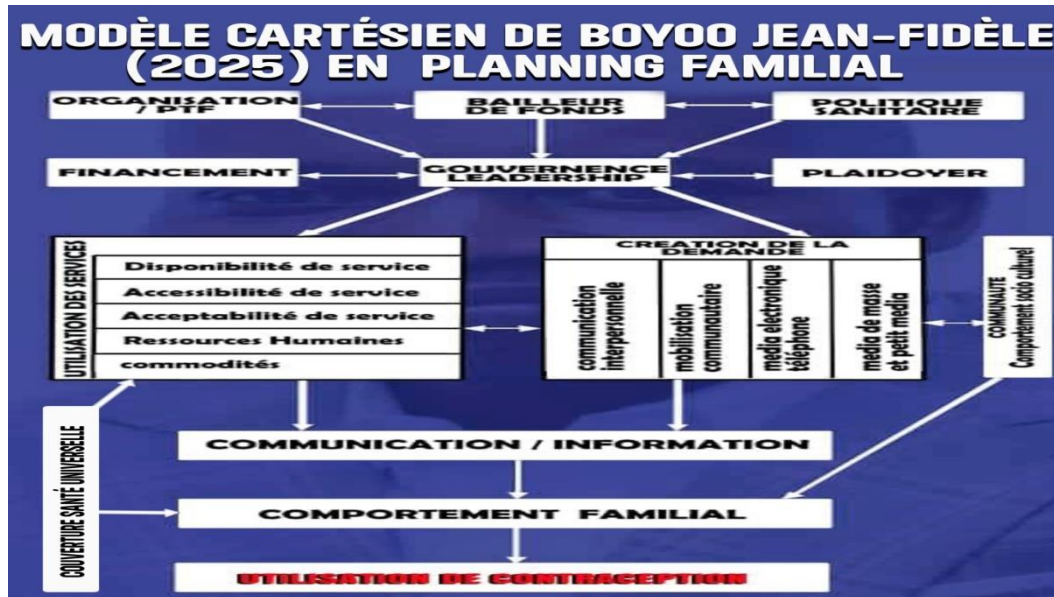 MODÈLE CARTÉSIEN DE BOYOO JEAN-FIDÈLE
(2025) EN PLANNING FAMILIAL
ORGANISATION
/ PTF
BAILLEUR
DE FONDS
POLITIQUE
SANITAIRE
FINANCEMENT
GOUVERNENCE
LEADERSHIP
PLAIDOYER
UTILISATION DES SERVICES
Disponibilité de service
Accessibilité de service
Acceptabilité de service
Ressources Humaines
commodités
CREATION DE LA
DEMANDE
communication
interpersonnelle
mobilisation
communautaire
media electronique
téléphone
media de masse
et petit media
COMMUNAUTE
Comportement socio culturel
COUVERTURE SANTÉ UNIVERSELLE
COMMUNICATION / INFORMATION
COMPORTEMENT FAMILIAL
UTILISATION DE CONTRACEPTION